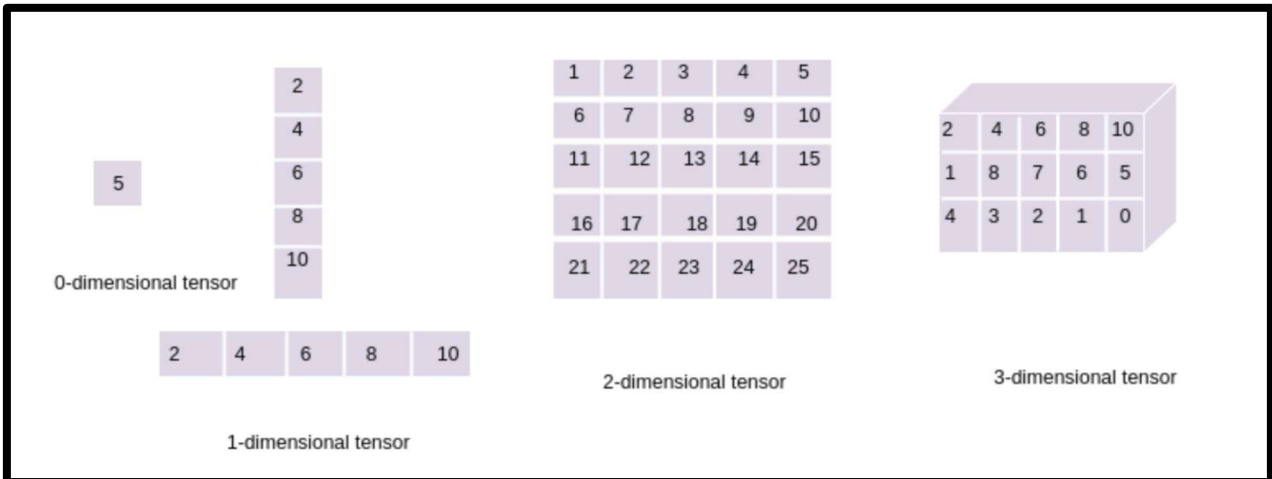 5
0-dimensional tensor
2
4
6
8
10
2 4 6 8 10
1-dimensional tensor
1 2 3 4 5
6 7 8 9 10
11 12 13 14 15
16 17 18 19 20
21 22 23 24 25
2-dimensional tensor
2 4 6 8 10
1 8 7 6 5
4 3 2 1 0
3-dimensional tensor